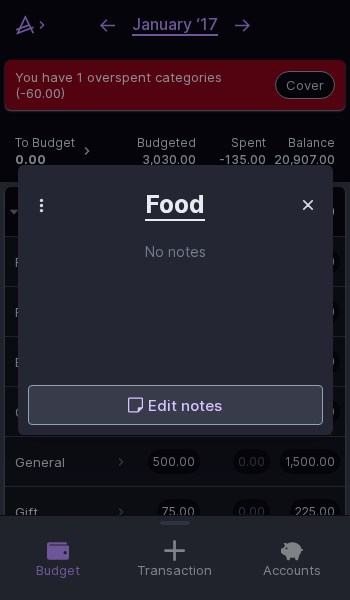 January ‘17
You have 1 overspent categories
(-60.00)
Cover
To Budget
Budgeted
Spent
Balance
0.00
3,030.00
-135.00
20,907.00
Food
No notes
Edit notes
General
500.00
0.00
1,500.00
Gift
75.00
0.00
225.00
Budget
Transaction
Accounts